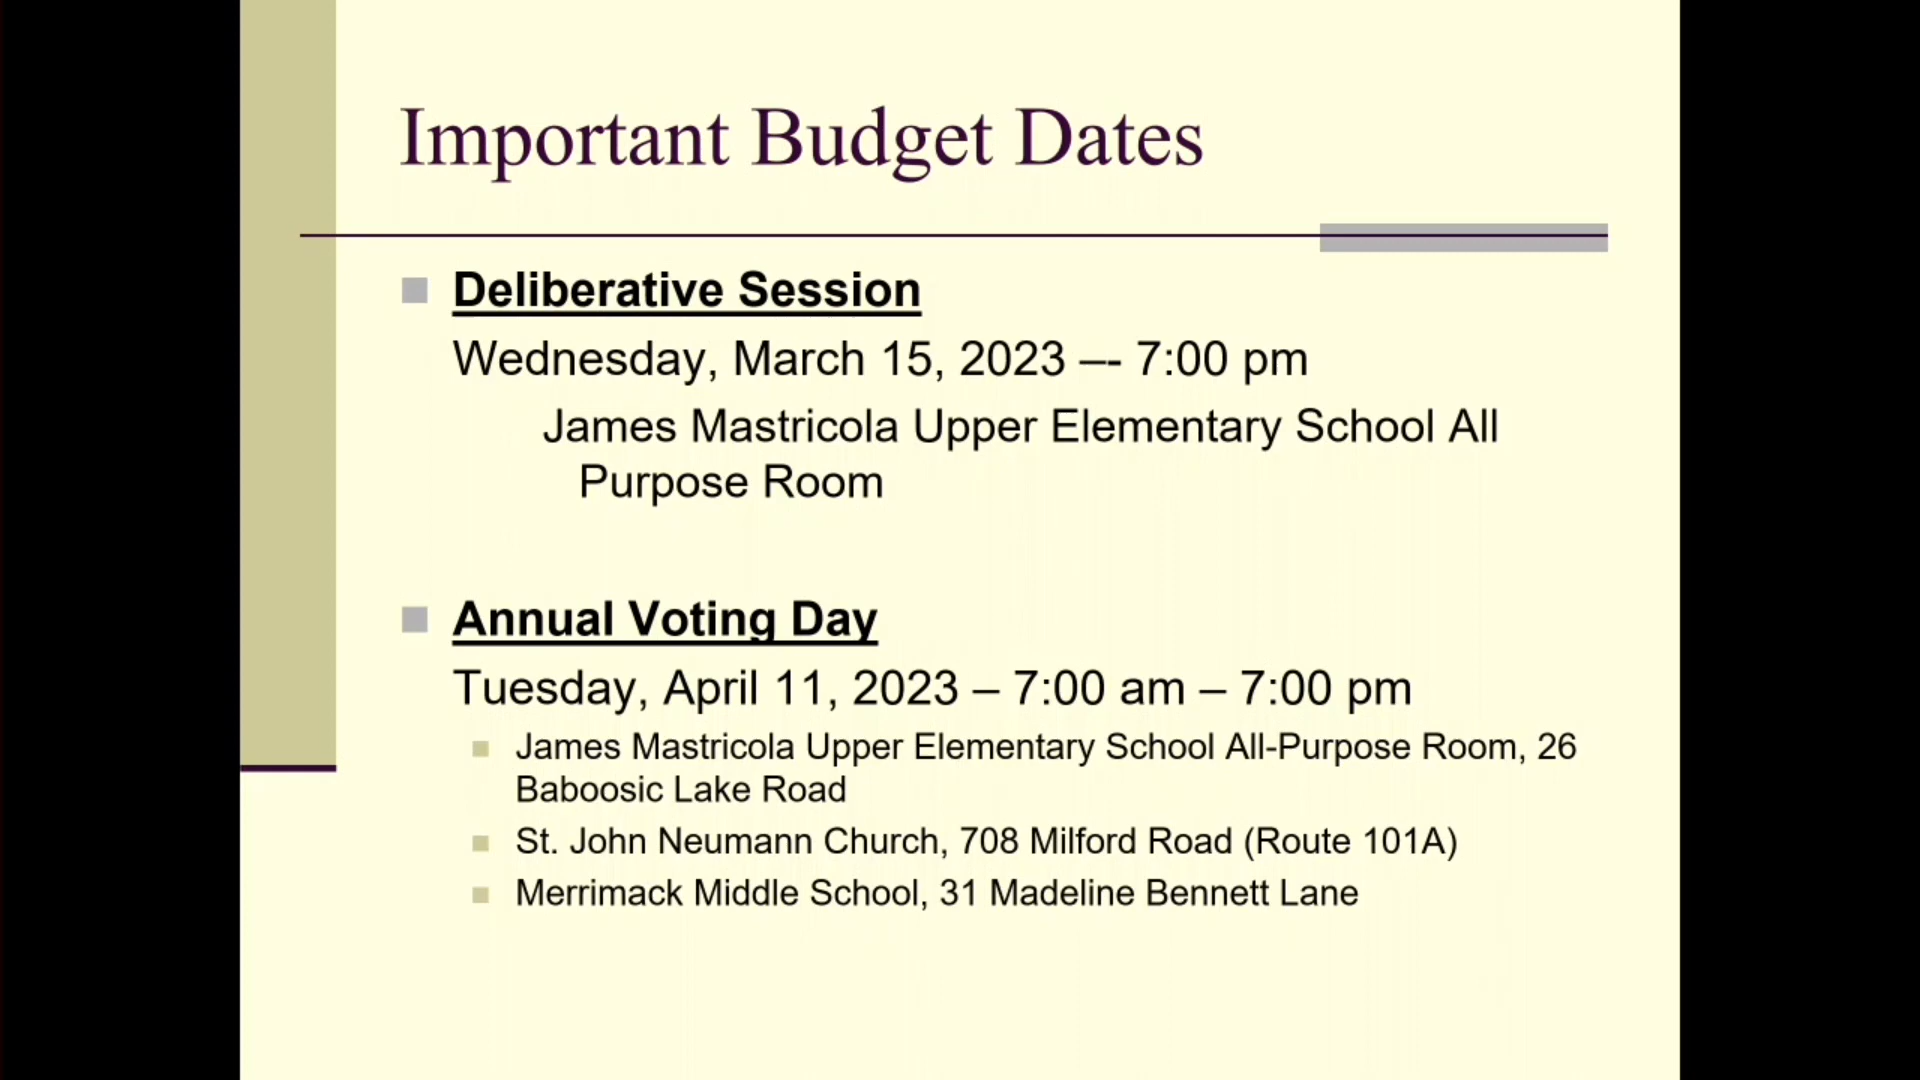 Important Budget Dates
Deliberative Session
Wednesday, March 15, 2023 –- 7:00 pm
James Mastricola Upper Elementary School All
Purpose Room
Annual Voting Day
Tuesday, April 11, 2023 – 7:00 am – 7:00 pm
James Mastricola Upper Elementary School All-Purpose Room, 26
Baboosic Lake Road
St. John Neumann Church, 708 Milford Road (Route 101A)
Merrimack Middle School, 31 Madeline Bennett Lane